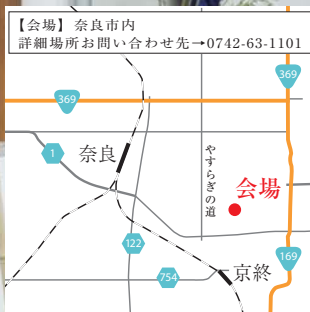 【会場】奈良市内
詳細場所お問い合わせ先→0742-63-1101
369
369
1
奈良
やすらぎの道
会場
122
169
754
京終